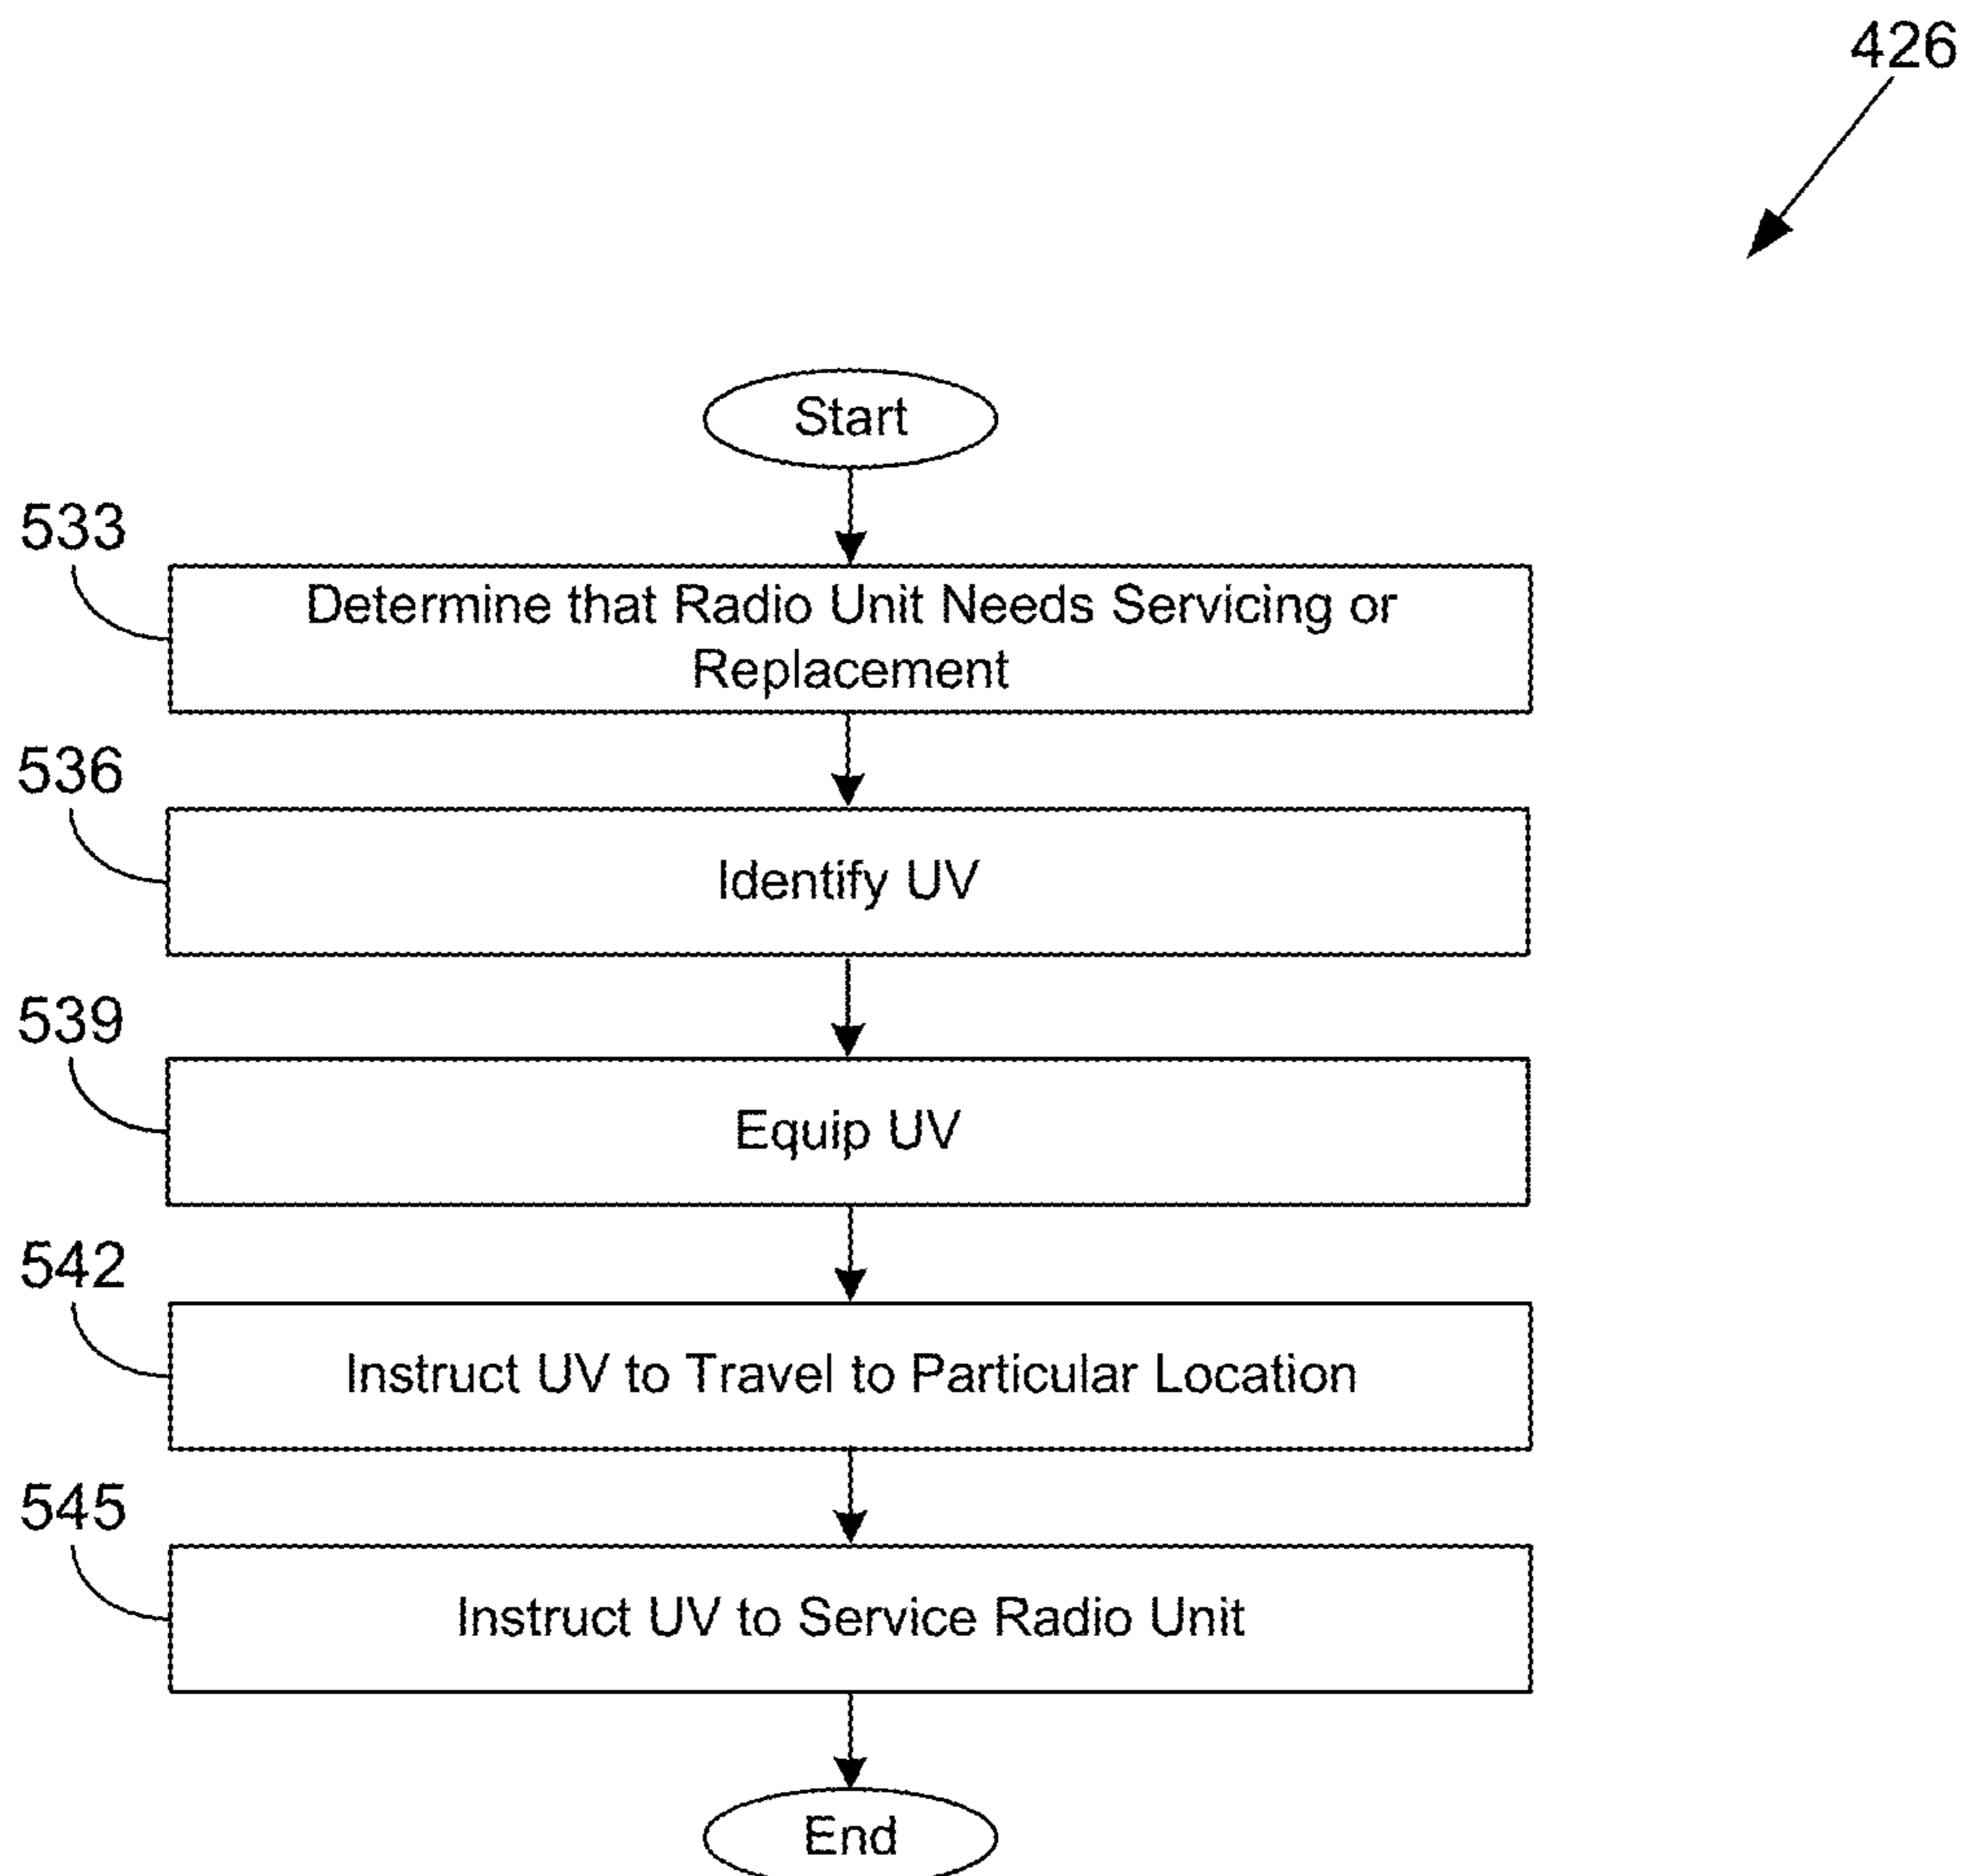 426
Start
533
Determine that Radio Unit Needs Servicing or
Replacement
536
Identify UV
539
Equip UV
542
Instruct UV to Travel to Particular Location
545
Instruct UV to Service Radio Unit
End